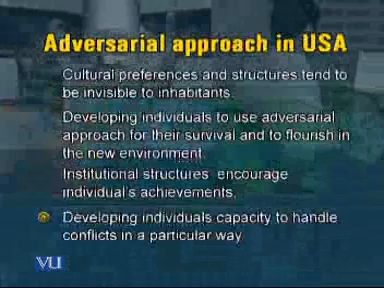 Adversarial approach in USA
Cultural preferences and structures tend to
be invisible to inhabitants.
Developing individuals to use adversarial
approach for their survival and to flourish in
the new environment.
Institutional structures encourage
individual's achievements.
Developing individuals capacity to handle
conflicts in a particular way
VU